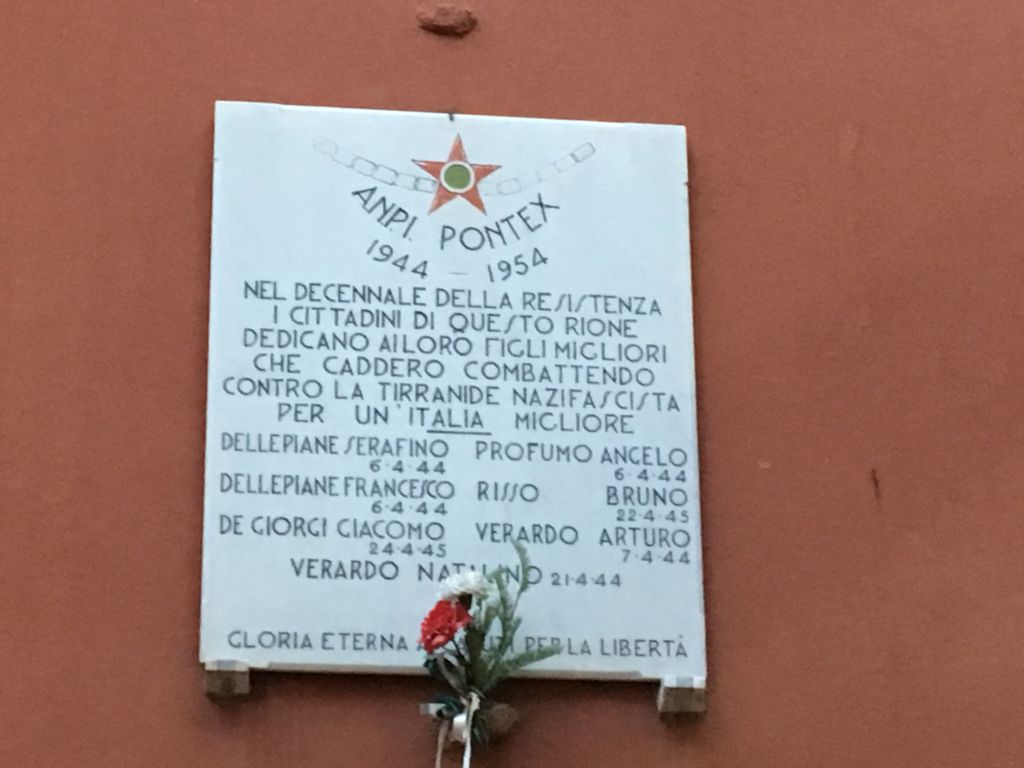 A.N.P.I. PONTEX
1944 - 1954
NEL DECENNALE DELLA RESISTENZA
I CITTADINI DI QUESTO RIONE
DEDICANO AI LORO FIGLI MIGLIORI
CHE CADDERO COMBATTENDO
CONTRO LA TIRRANIDE NAZIFASCISTA
PER UN'ITALIA MIGLIORE
DELLEPIANE SERAFINO PROFUMO ANGELO
6·4·44 6·4·44
DELLEPIANE FRANCESCO RISSO BRUNO
6·4·44 22·4·45
DE GIORGI GIACOMO VERARDO ARTURO
24·4·45 7·4·44
VERARDO 21·4·44
GLORIA ETERNA PER LA LIBERTÀ